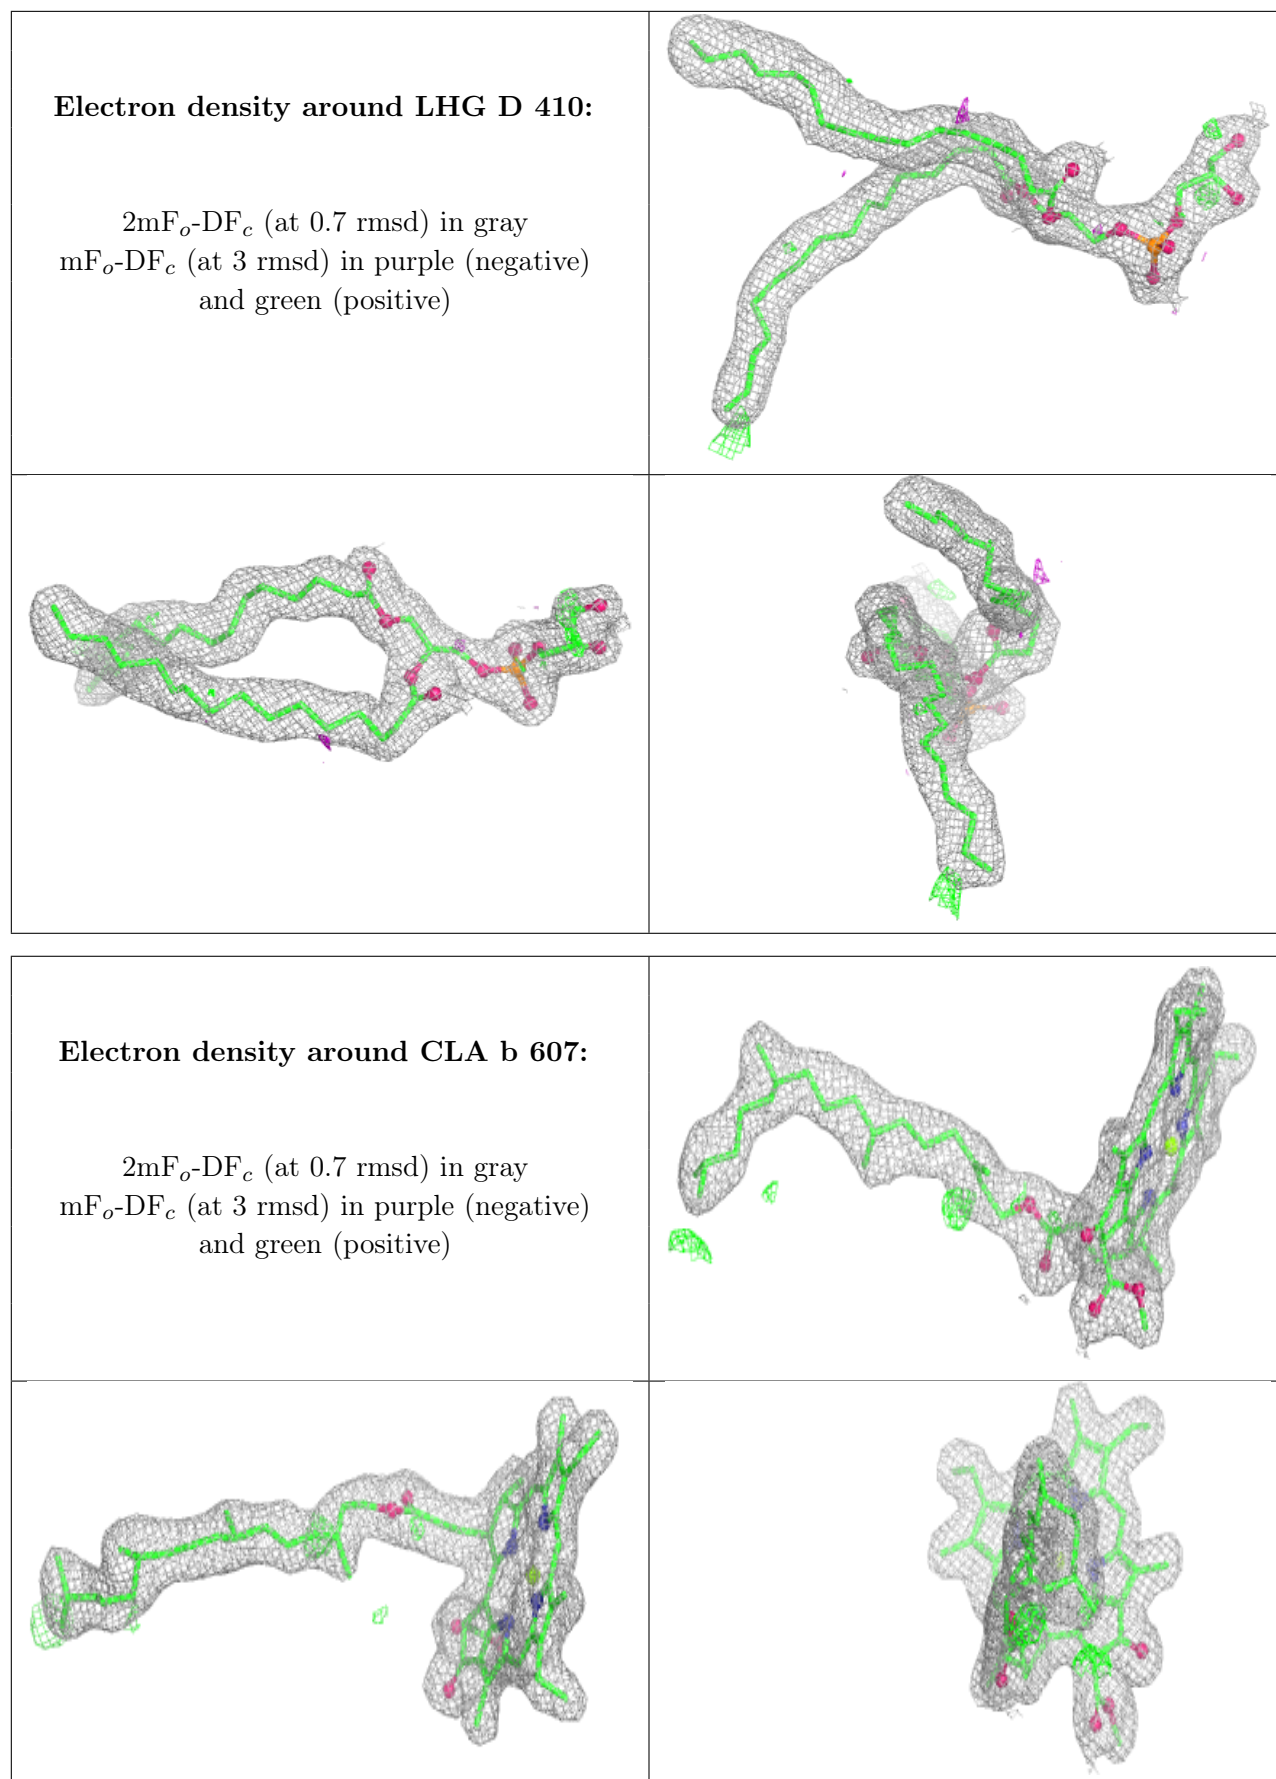 Electron density around LHG D 410:
2mFo-DFc (at 0.7 rmsd) in gray
mFo-DFc (at 3 rmsd) in purple (negative)
and green (positive)
Electron density around CLA b 607:
2mFo-DFc (at 0.7 rmsd) in gray
mFo-DFc (at 3 rmsd) in purple (negative)
and green (positive)